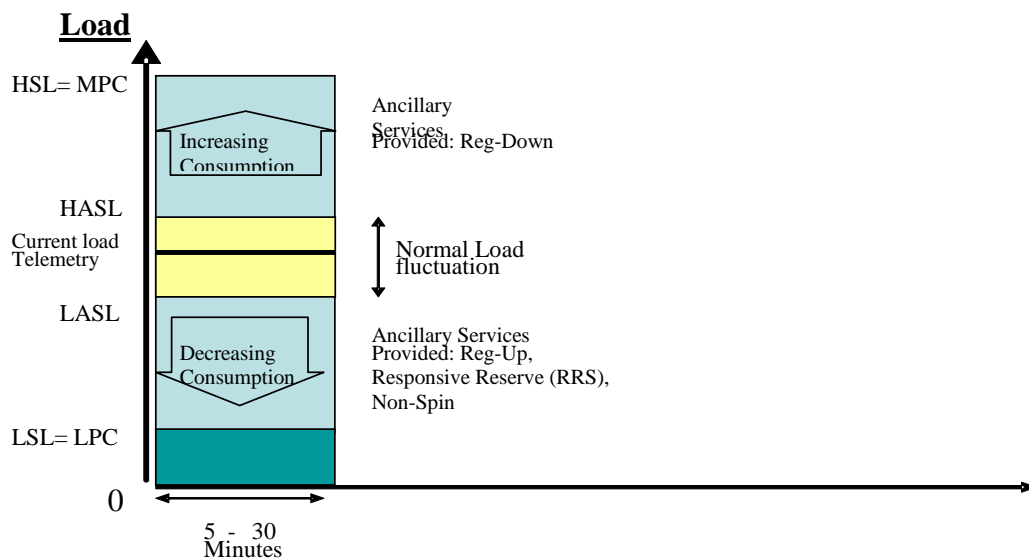 Load
HSL= MPC
Ancillary
Services
Provided: Reg-Down
Increasing
Consumption
HASL
Current load
Telemetry
Normal Load
fluctuation
LASL
Ancillary Services
Provided: Reg-Up,
Responsive Reserve (RRS),
Non-Spin
Decreasing
Consumption
LSL= LPC
0
5 - 30
Minutes